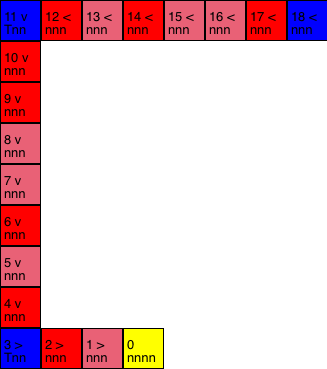 11 v
Tnn
12 <
nnn
13 <
nnn
14 <
nnn
15 <
nnn
16 <
nnn
17 <
nnn
18 <
nnn
10 v
nnn
9 v
nnn
8 v
nnn
7 v
nnn
6 v
nnn
5 v
nnn
4 v
nnn
3 >
Tnn
2 >
nnn
1 >
nnn
0
nnnn